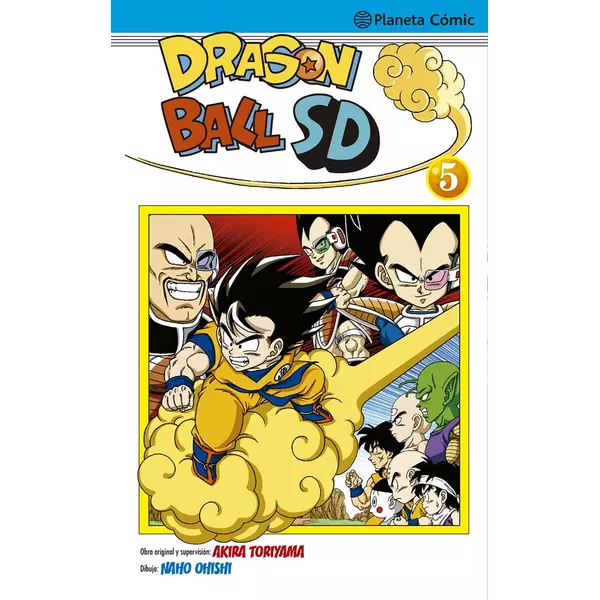 Planeta Cómic
DRAGON
BALL SD
5
Obra original y supervisión: AKIRA TORIYAMA
Dibujo: NAHO OHISHI